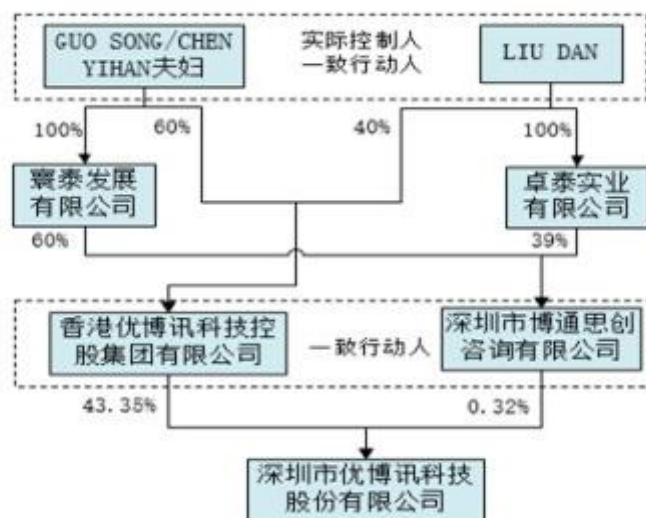 GUO SONG/CHEN
YIHAN夫妇
实际控制人
一致行动人
LIU DAN
100%
60%
40%
100%
寰泰发展
有限公司
卓泰实业
有限公司
60%
39%
香港优博讯科技控
股集团有限公司
一致行动人
深圳市博通思创
咨询有限公司
43.35%
0.32%
深圳市优博讯科技
股份有限公司